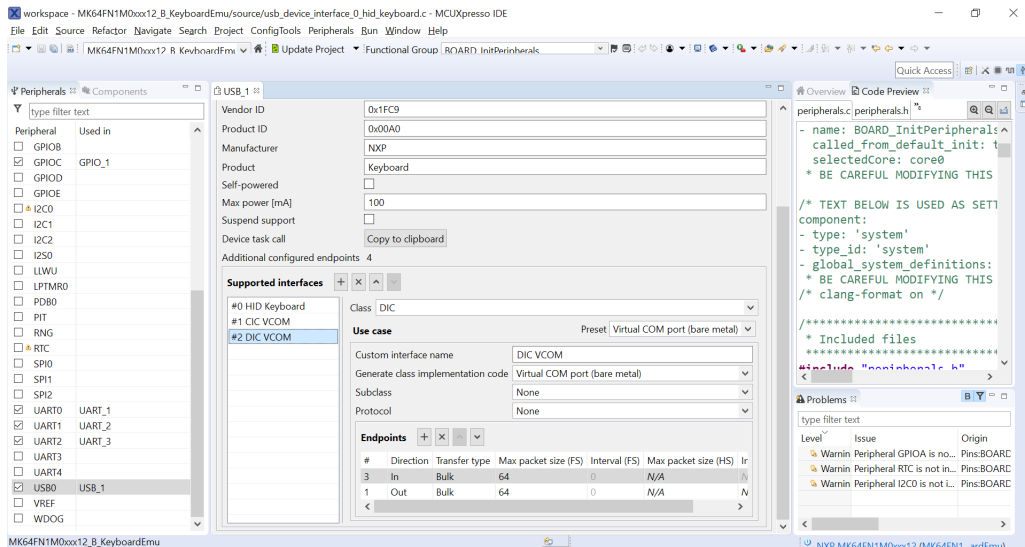 workspace - MK64FN1M0xxx12_B_KeyboardEmu/source/usb_device_interface_0_hid_keyboard.c - MCUXpresso IDE
File Edit Source Refactor Navigate Search Project ConfigTools Peripherals Run Window Help
MK64FN1M0xxx12_B_KeyboardEmu Update Project Functional Group BOARD_InitPeripherals
Quick Access
Peripherals Components
type filter text
Peripheral Used in
GPIOB
GPIOC GPIO_1
GPIOD
GPIOE
I2C0
I2C1
I2C2
I2S0
LLWU
LPTMR0
PDB0
PIT
RNG
RTC
SPI0
SPI1
SPI2
UART0 UART_1
UART1 UART_2
UART2 UART_3
UART3
UART4
USB0 USB_1
VREF
WDOG
USB_1
Vendor ID 0x1FC9
Product ID 0x00A0
Manufacturer NXP
Product Keyboard
Self-powered
Max power [mA] 100
Suspend support
Device task call Copy to clipboard
Additional configured endpoints 4
Supported interfaces
#0 HID Keyboard
#1 CIC VCOM
#2 DIC VCOM
Class DIC
Use case Preset Virtual COM port (bare metal)
Custom interface name DIC VCOM
Generate class implementation code Virtual COM port (bare metal)
Subclass None
Protocol None
Endpoints
# Direction Transfer type Max packet size (FS) Interval (FS) Max packet size (HS) In
3 In Bulk 64 0 N/A N
1 Out Bulk 64 0 N/A N
Overview Code Preview
peripherals.c peripherals.h
- name: BOARD_InitPeripherals
called_from_default_init: t
selectedCore: core0
* BE CAREFUL MODIFYING THIS
/* TEXT BELOW IS USED AS SETT
component:
- type: 'system'
- type_id: 'system'
- global_system_definitions:
* BE CAREFUL MODIFYING THIS
/* clang-format on */
/*****************************
* Included files
*****************************
#include "peripherals.h"
Problems
type filter text
Level Issue Origin
Warnin Peripheral GPIOA is no... Pins:BOARD
Warnin Peripheral RTC is not in... Pins:BOARD
Warnin Peripheral I2C0 is not i... Pins:BOARD
MK64FN1M0xxx12_B_KeyboardEmu
NXP MK64FN1M0xxx12 (MK64FN1...ardEmu)